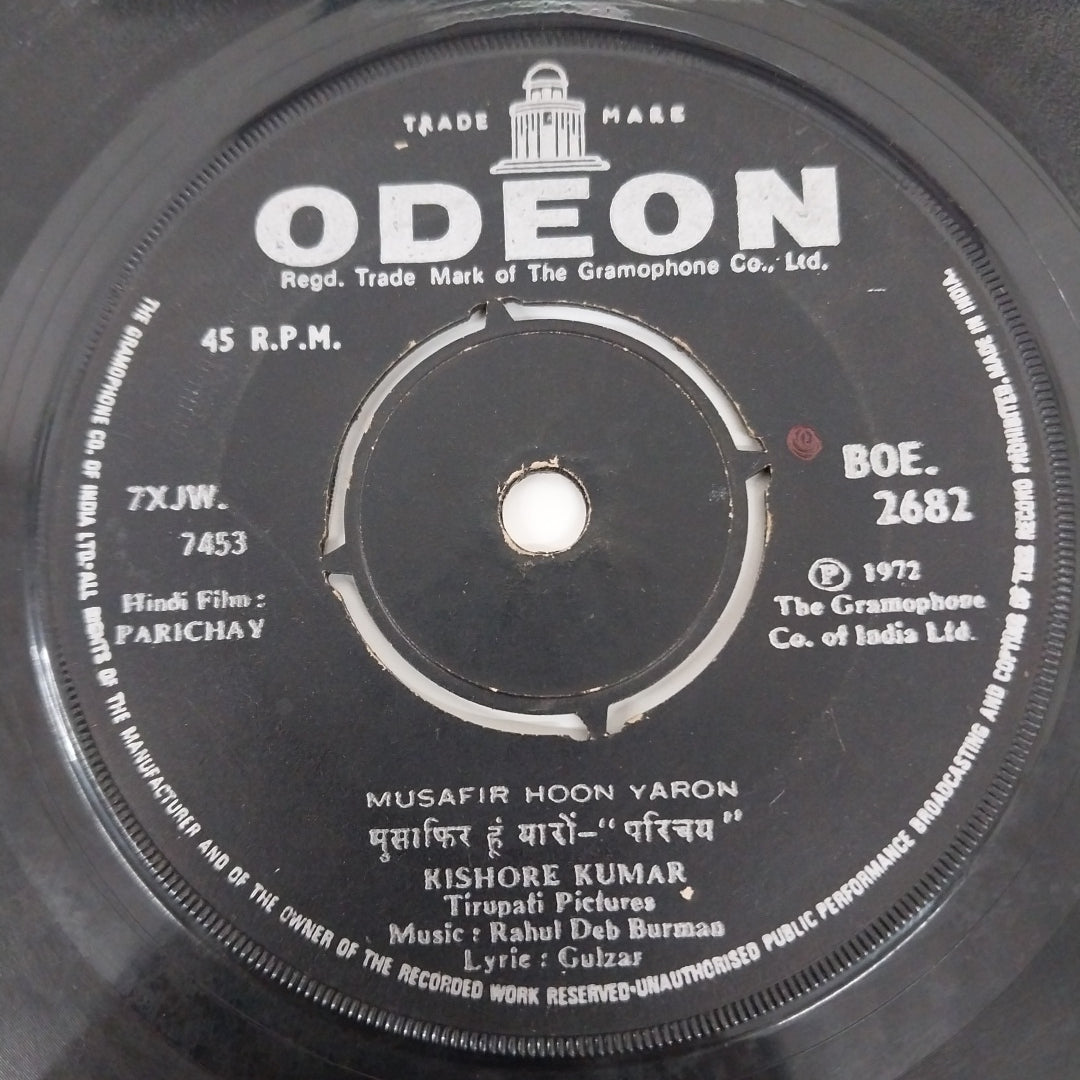 TRADE MARK
ODEON
Regd. Trade Mark of The Gramophone Co., Ltd.
45 R.P.M.
7XJW.
7453
Hindi Film :
PARICHAY
BOE.
2682
Ⓟ 1972
The Gramophone
Co. of India Ltd.
MUSAFIR HOON YARON
मुसाफिर हूं यारों-"परिचय"
KISHORE KUMAR
Tirupati Pictures
Music : Rahul Deb Burman
Lyric : Gulzar
THE GRAMOPHONE CO. OF INDIA LTD. ALL RIGHTS OF THE MANUFACTURER AND OF THE OWNER OF THE RECORDED WORK RESERVED-UNAUTHORISED PUBLIC PERFORMANCE BROADCASTING AND COPYING OF THIS RECORD PROHIBITED. MADE IN INDIA.